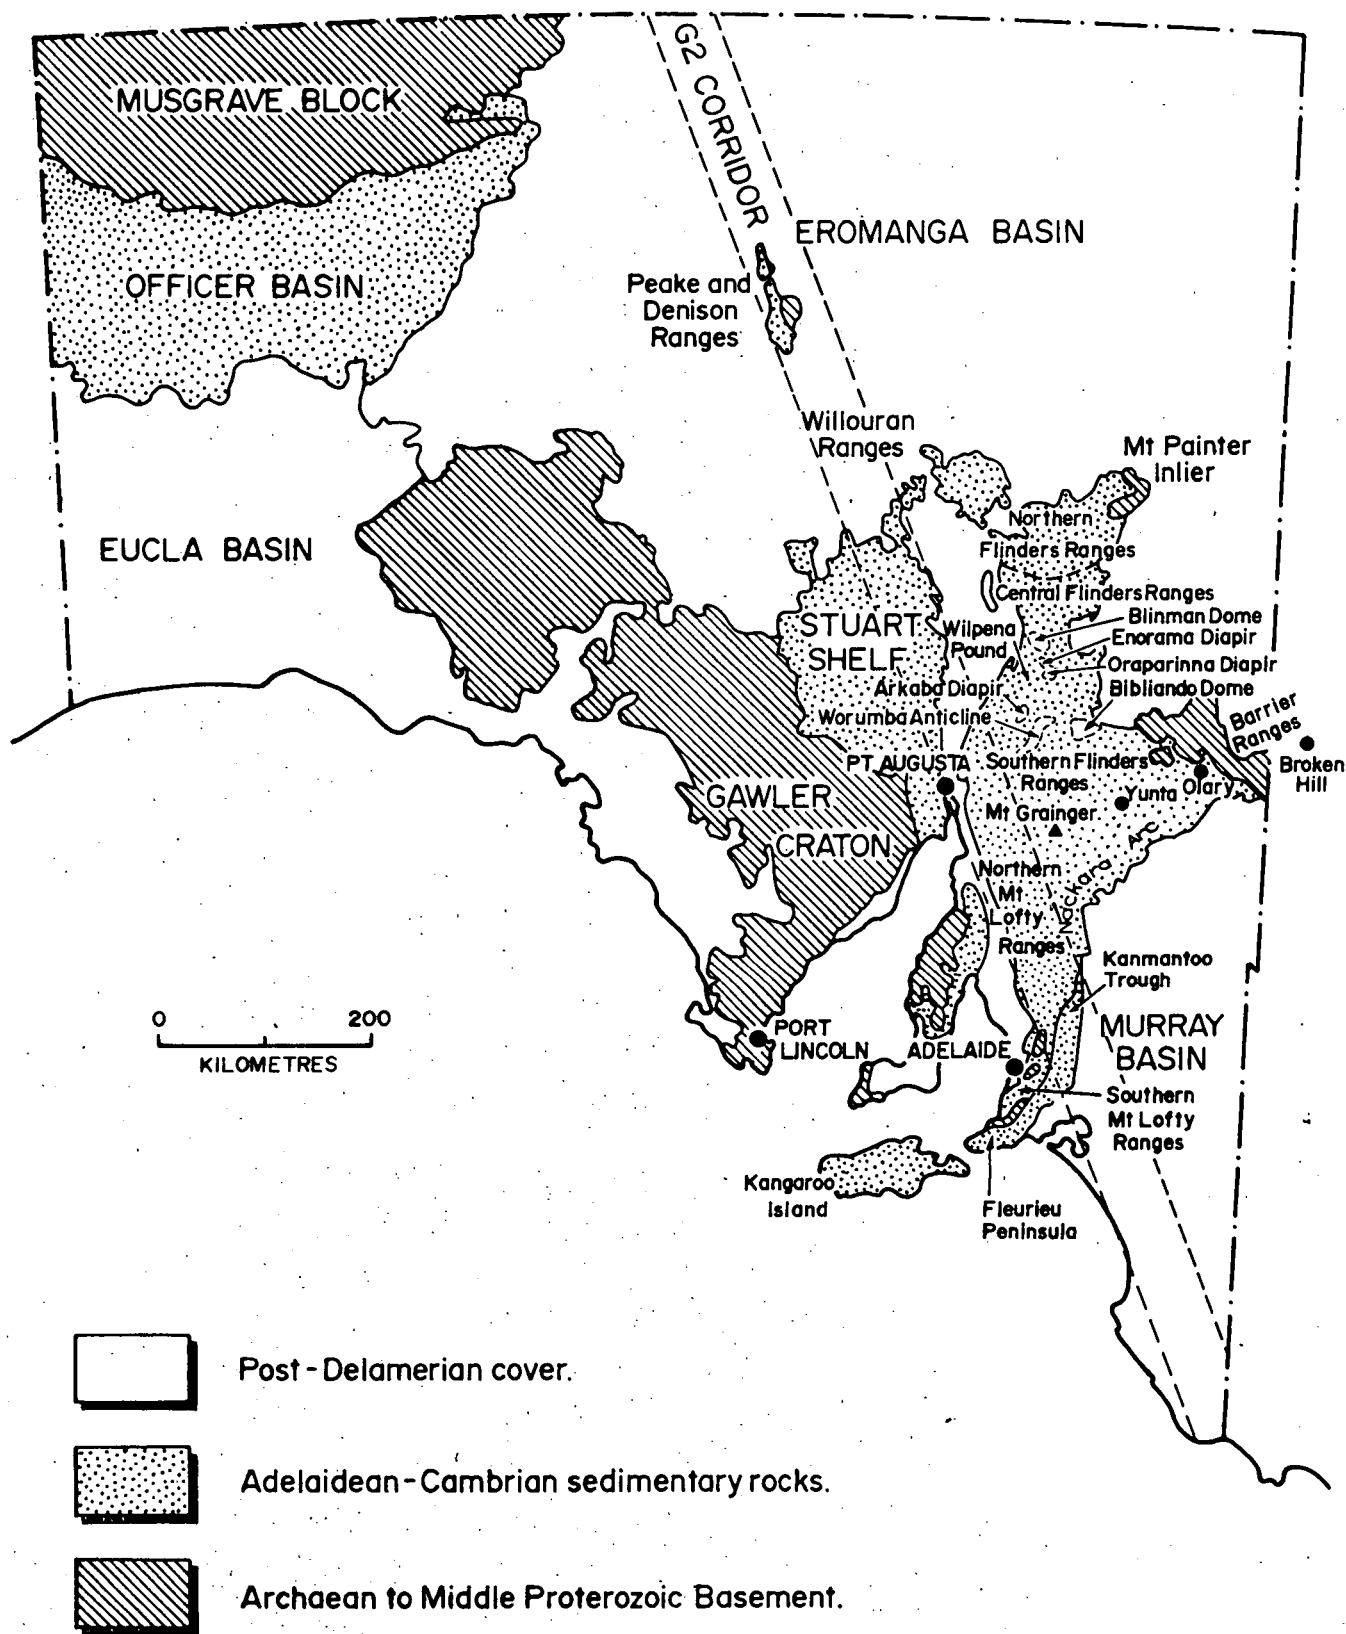 MUSGRAVE BLOCK
G2 CORRIDOR
EROMANGA BASIN
OFFICER BASIN
Peake and
Denison
Ranges
Willouran
Ranges
Mt Painter
Inlier
EUCLA BASIN
Northern
Flinders Ranges
Central Flinders Ranges
STUART
SHELF
Wilpena
Pound
Blinman Dome
Enorama Diapir
Oraparinna Diapir
Arkaba Diapir
Bibliando Dome
Worumba Anticline
Barrier
Ranges
Broken
Hill
PT AUGUSTA
Southern Flinders
Ranges
Yunta
Olary
GAWLER
CRATON
Mt Grainger
Nackara Arc
Northern
Mt
Lofty
Ranges
Kanmantoo
Trough
0 200
KILOMETRES
PORT
LINCOLN
ADELAIDE
MURRAY
BASIN
Southern
Mt Lofty
Ranges
Kangaroo
Island
Fleurieu
Peninsula
Post-Delamerian cover.
Adelaidean-Cambrian sedimentary rocks.
Archaean to Middle Proterozoic Basement.